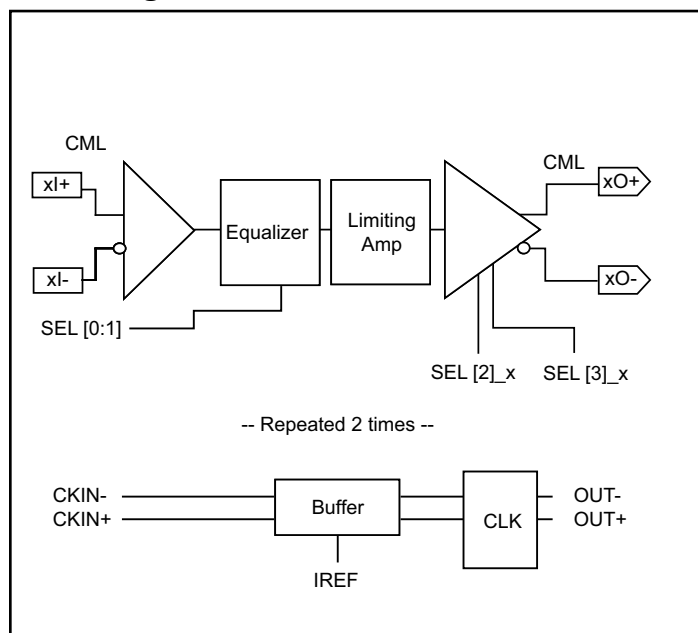 CML
xI+
xI-
Equalizer
Limiting
Amp
CML
xO+
xO-
SEL [0:1]
SEL [2]_x
SEL [3]_x
-- Repeated 2 times --
CKIN-
CKIN+
Buffer
CLK
OUT-
OUT+
IREF